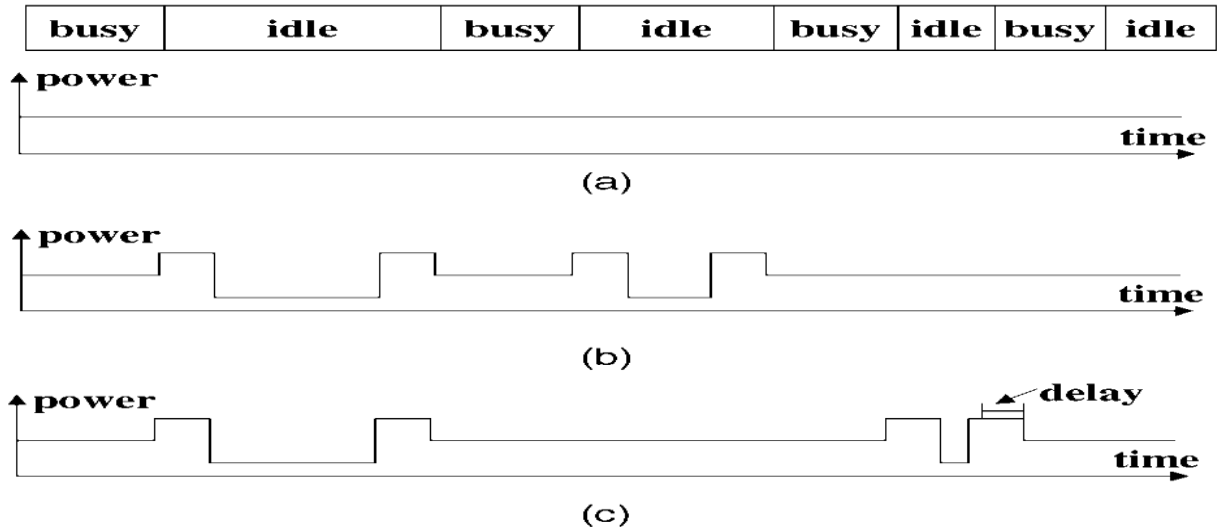 busy idle busy idle busy idle busy idle
power
time
(a)
power
time
(b)
power
delay
time
(c)